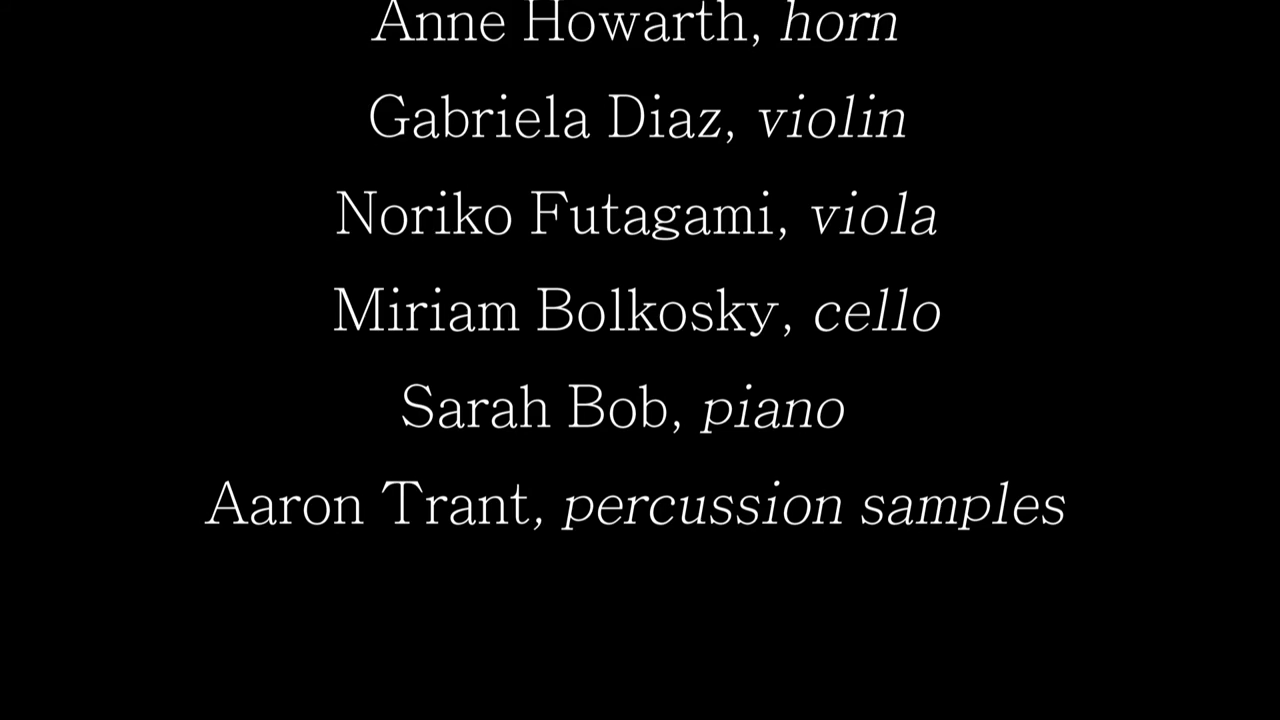 Anne Howarth, horn
Gabriela Diaz, violin
Noriko Futagami, viola
Miriam Bolkosky, cello
Sarah Bob, piano
Aaron Trant, percussion samples